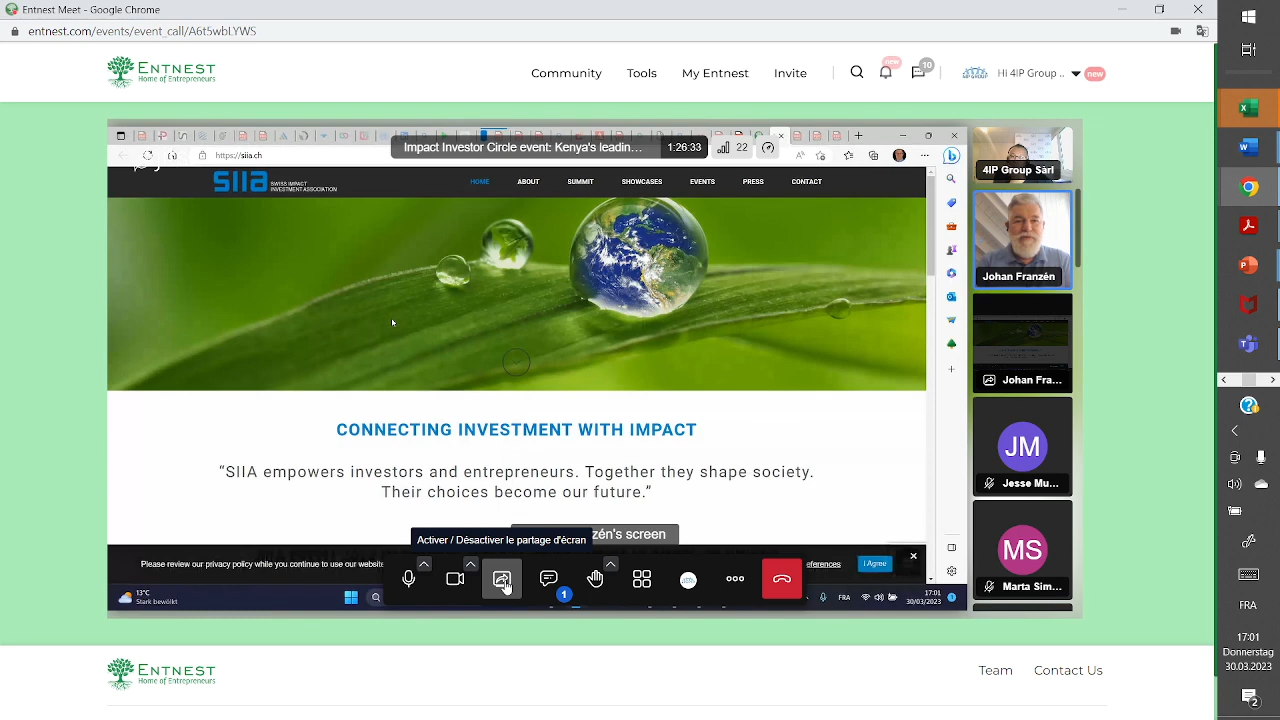 Entnest Meet - Google Chrome
entnest.com/events/event_call/A6t5wbLYWS
ENTNEST
Home of Entrepreneurs
Community
Tools
My Entnest
Invite
new
10
Hi 4IP Group ..
new
https://siia.ch
Impact Investor Circle event: Kenya's leadin...
1:26:33
22
SIIA SWISS IMPACT
INVESTMENT ASSOCIATION
HOME
ABOUT
SUMMIT
SHOWCASES
EVENTS
PRESS
CONTACT
4IP Group Sàrl
Johan Franzén
Johan Fra...
JM
Jesse Mu...
MS
Marta Sim...
CONNECTING INVESTMENT WITH IMPACT
“SIIA empowers investors and entrepreneurs. Together they shape society.
Their choices become our future.”
zén's screen
Activer / Désactiver le partage d'écran
Please review our privacy policy while you continue to use our website
eferences
I Agree
1
13°C
Stark bewölkt
FRA
17:01
30/03/2023
FRA
17:01
Donnerstag
30.03.2023
2
ENTNEST
Home of Entrepreneurs
Team
Contact Us